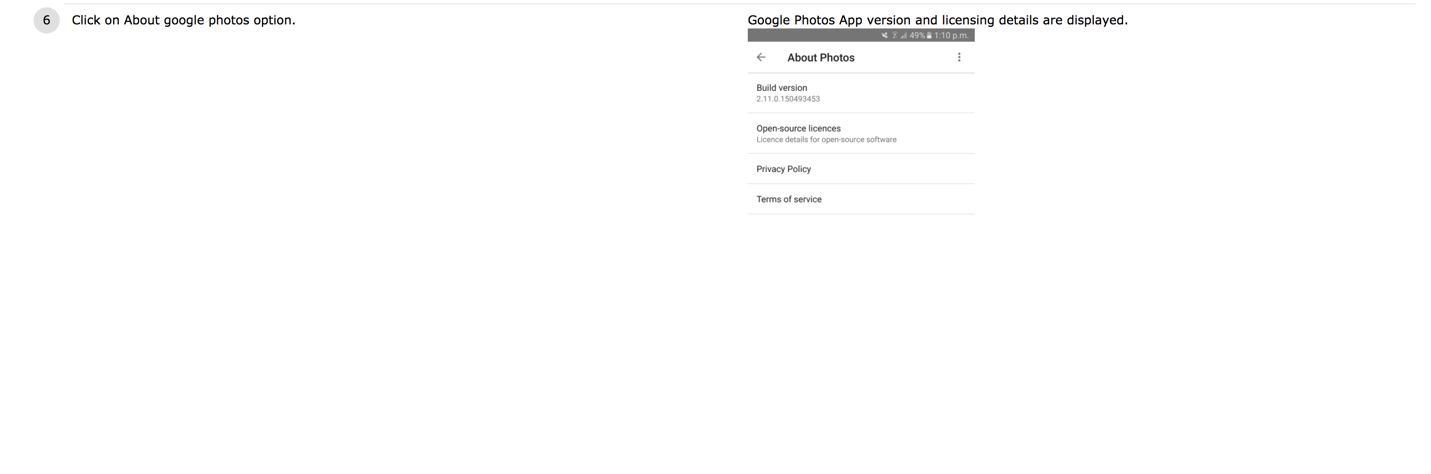 6 Click on About google photos option.
Google Photos App version and licensing details are displayed.
49% 1:10 p.m.
About Photos
Build version
2.11.0.150493453
Open-source licences
Licence details for open-source software
Privacy Policy
Terms of service